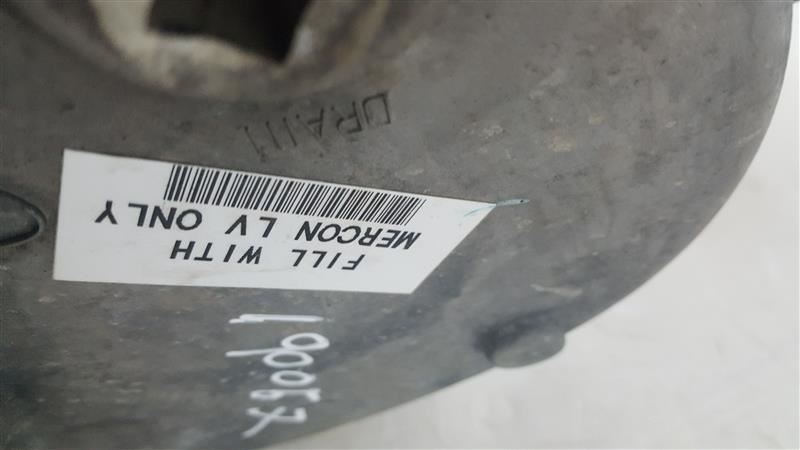 DRAIN
FILL WITH
MERCON LV ONLY